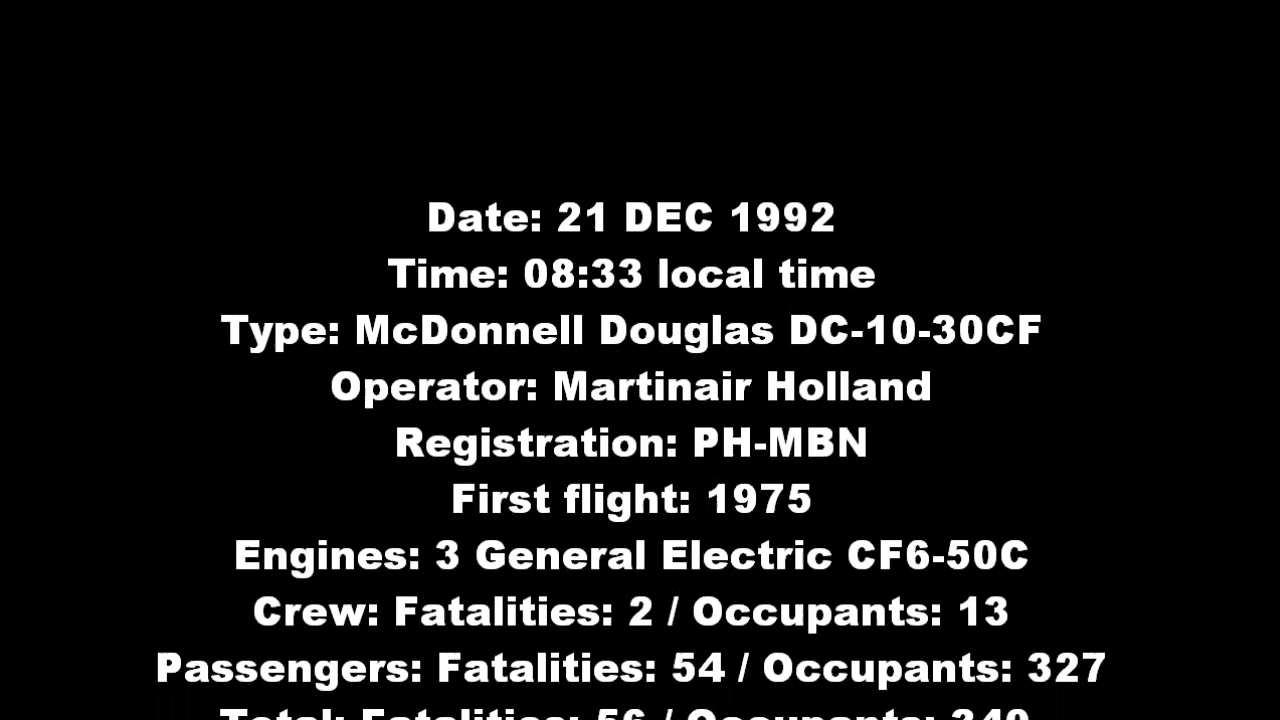 Date: 21 DEC 1992
Time: 08:33 local time
Type: McDonnell Douglas DC-10-30CF
Operator: Martinair Holland
Registration: PH-MBN
First flight: 1975
Engines: 3 General Electric CF6-50C
Crew: Fatalities: 2 / Occupants: 13
Passengers: Fatalities: 54 / Occupants: 327
Total: Fatalities: 56 / Occupants: 340